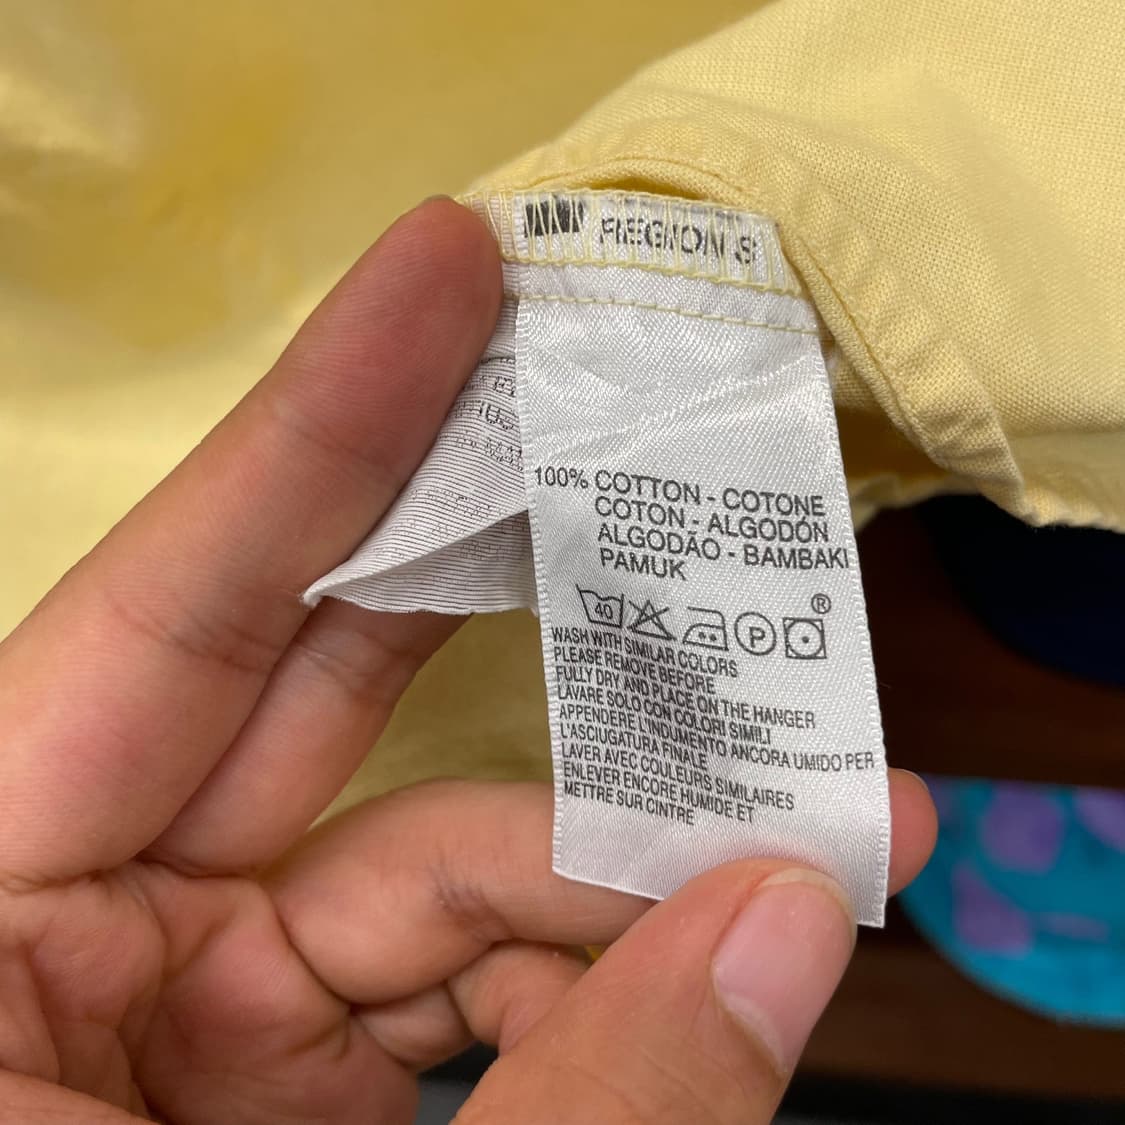 REGION S
100% COTTON - COTONE
COTON - ALGODÓN
ALGODÃO - BAMBAKI
PAMUK
40 P ®
WASH WITH SIMILAR COLORS
PLEASE REMOVE BEFORE
FULLY DRY AND PLACE ON THE HANGER
LAVARE SOLO CON COLORI SIMILI
APPENDERE L'INDUMENTO ANCORA UMIDO PER
L'ASCIUGATURA FINALE
LAVER AVEC COULEURS SIMILAIRES
ENLEVER ENCORE HUMIDE ET
METTRE SUR CINTRE